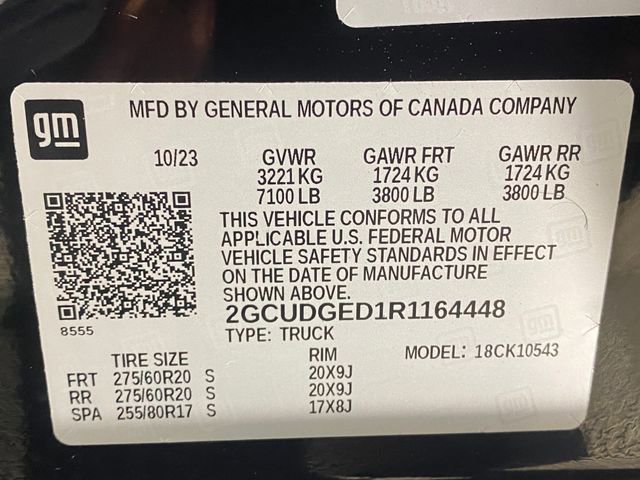 gm
MFD BY GENERAL MOTORS OF CANADA COMPANY
10/23 GVWR GAWR FRT GAWR RR
3221 KG 1724 KG 1724 KG
7100 LB 3800 LB 3800 LB
THIS VEHICLE CONFORMS TO ALL
APPLICABLE U.S. FEDERAL MOTOR
VEHICLE SAFETY STANDARDS IN EFFECT
ON THE DATE OF MANUFACTURE
SHOWN ABOVE.
2GCUDGED1R1164448
8555
TYPE: TRUCK
MODEL: 18CK10543
TIRE SIZE RIM
FRT 275/60R20 S 20X9J
RR 275/60R20 S 20X9J
SPA 255/80R17 S 17X8J